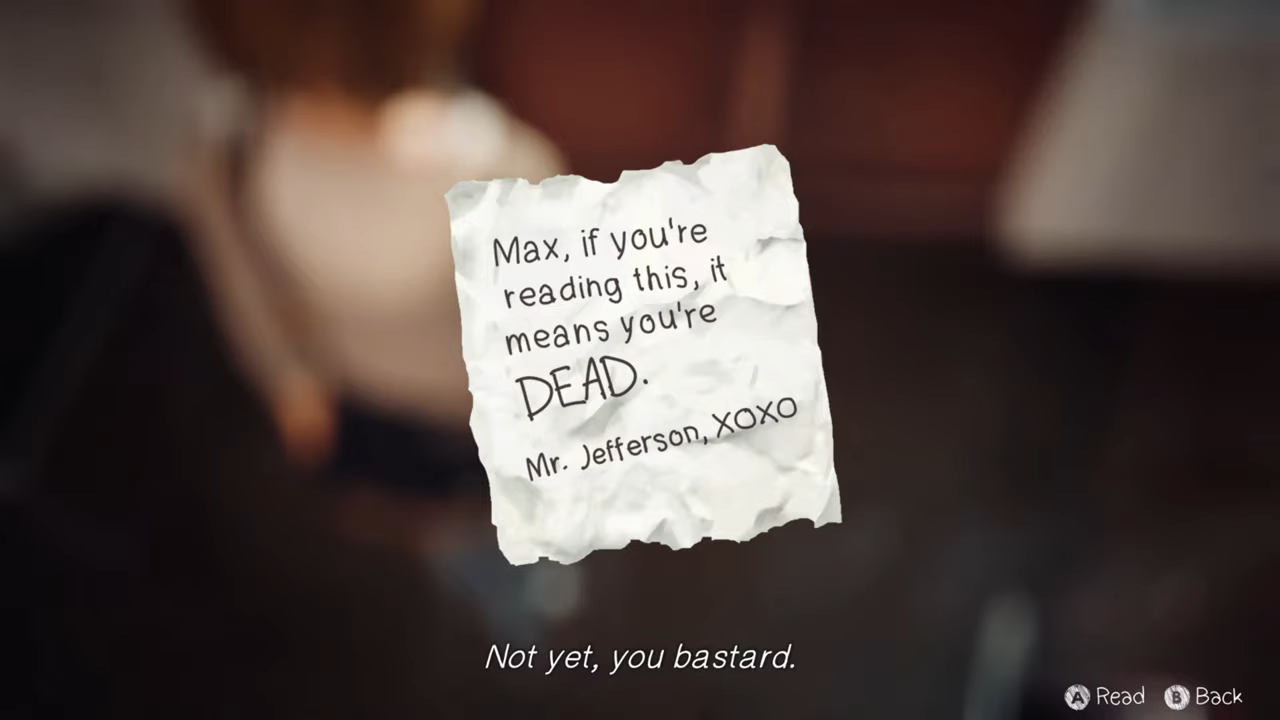 Max, if you're
reading this, it
means you're
DEAD.
Mr. Jefferson, XOXO
Not yet, you bastard.
A Read B Back